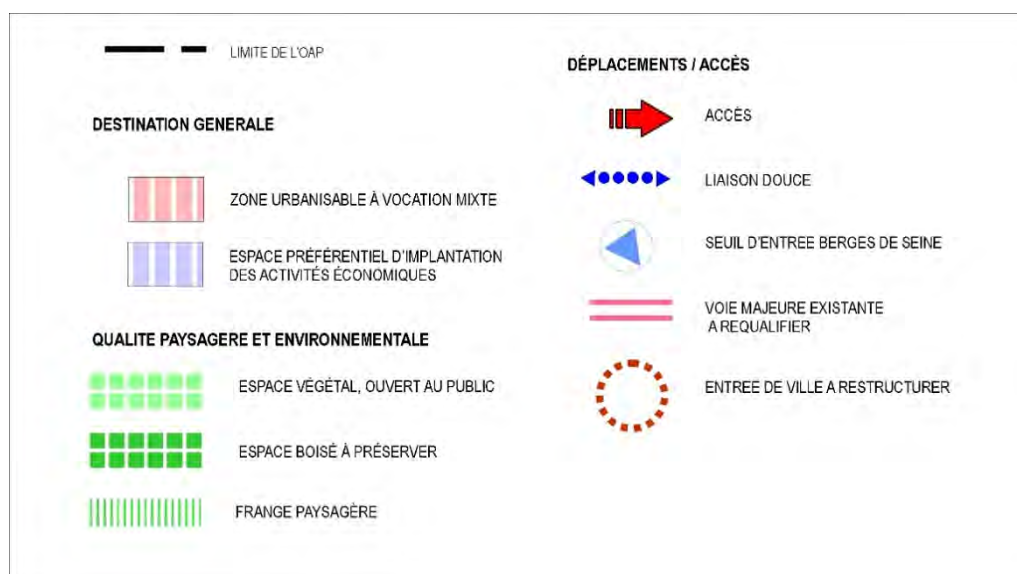 LIMITE DE L'OAP
DESTINATION GENERALE
ZONE URBANISABLE À VOCATION MIXTE
ESPACE PRÉFÉRENTIEL D'IMPLANTATION
DES ACTIVITÉS ÉCONOMIQUES
QUALITE PAYSAGERE ET ENVIRONNEMENTALE
ESPACE VÉGÉTAL, OUVERT AU PUBLIC
ESPACE BOISÉ À PRÉSERVER
FRANGE PAYSAGÈRE
DÉPLACEMENTS / ACCÈS
ACCÈS
LIAISON DOUCE
SEUIL D'ENTREE BERGES DE SEINE
VOIE MAJEURE EXISTANTE
A REQUALIFIER
ENTREE DE VILLE A RESTRUCTURER